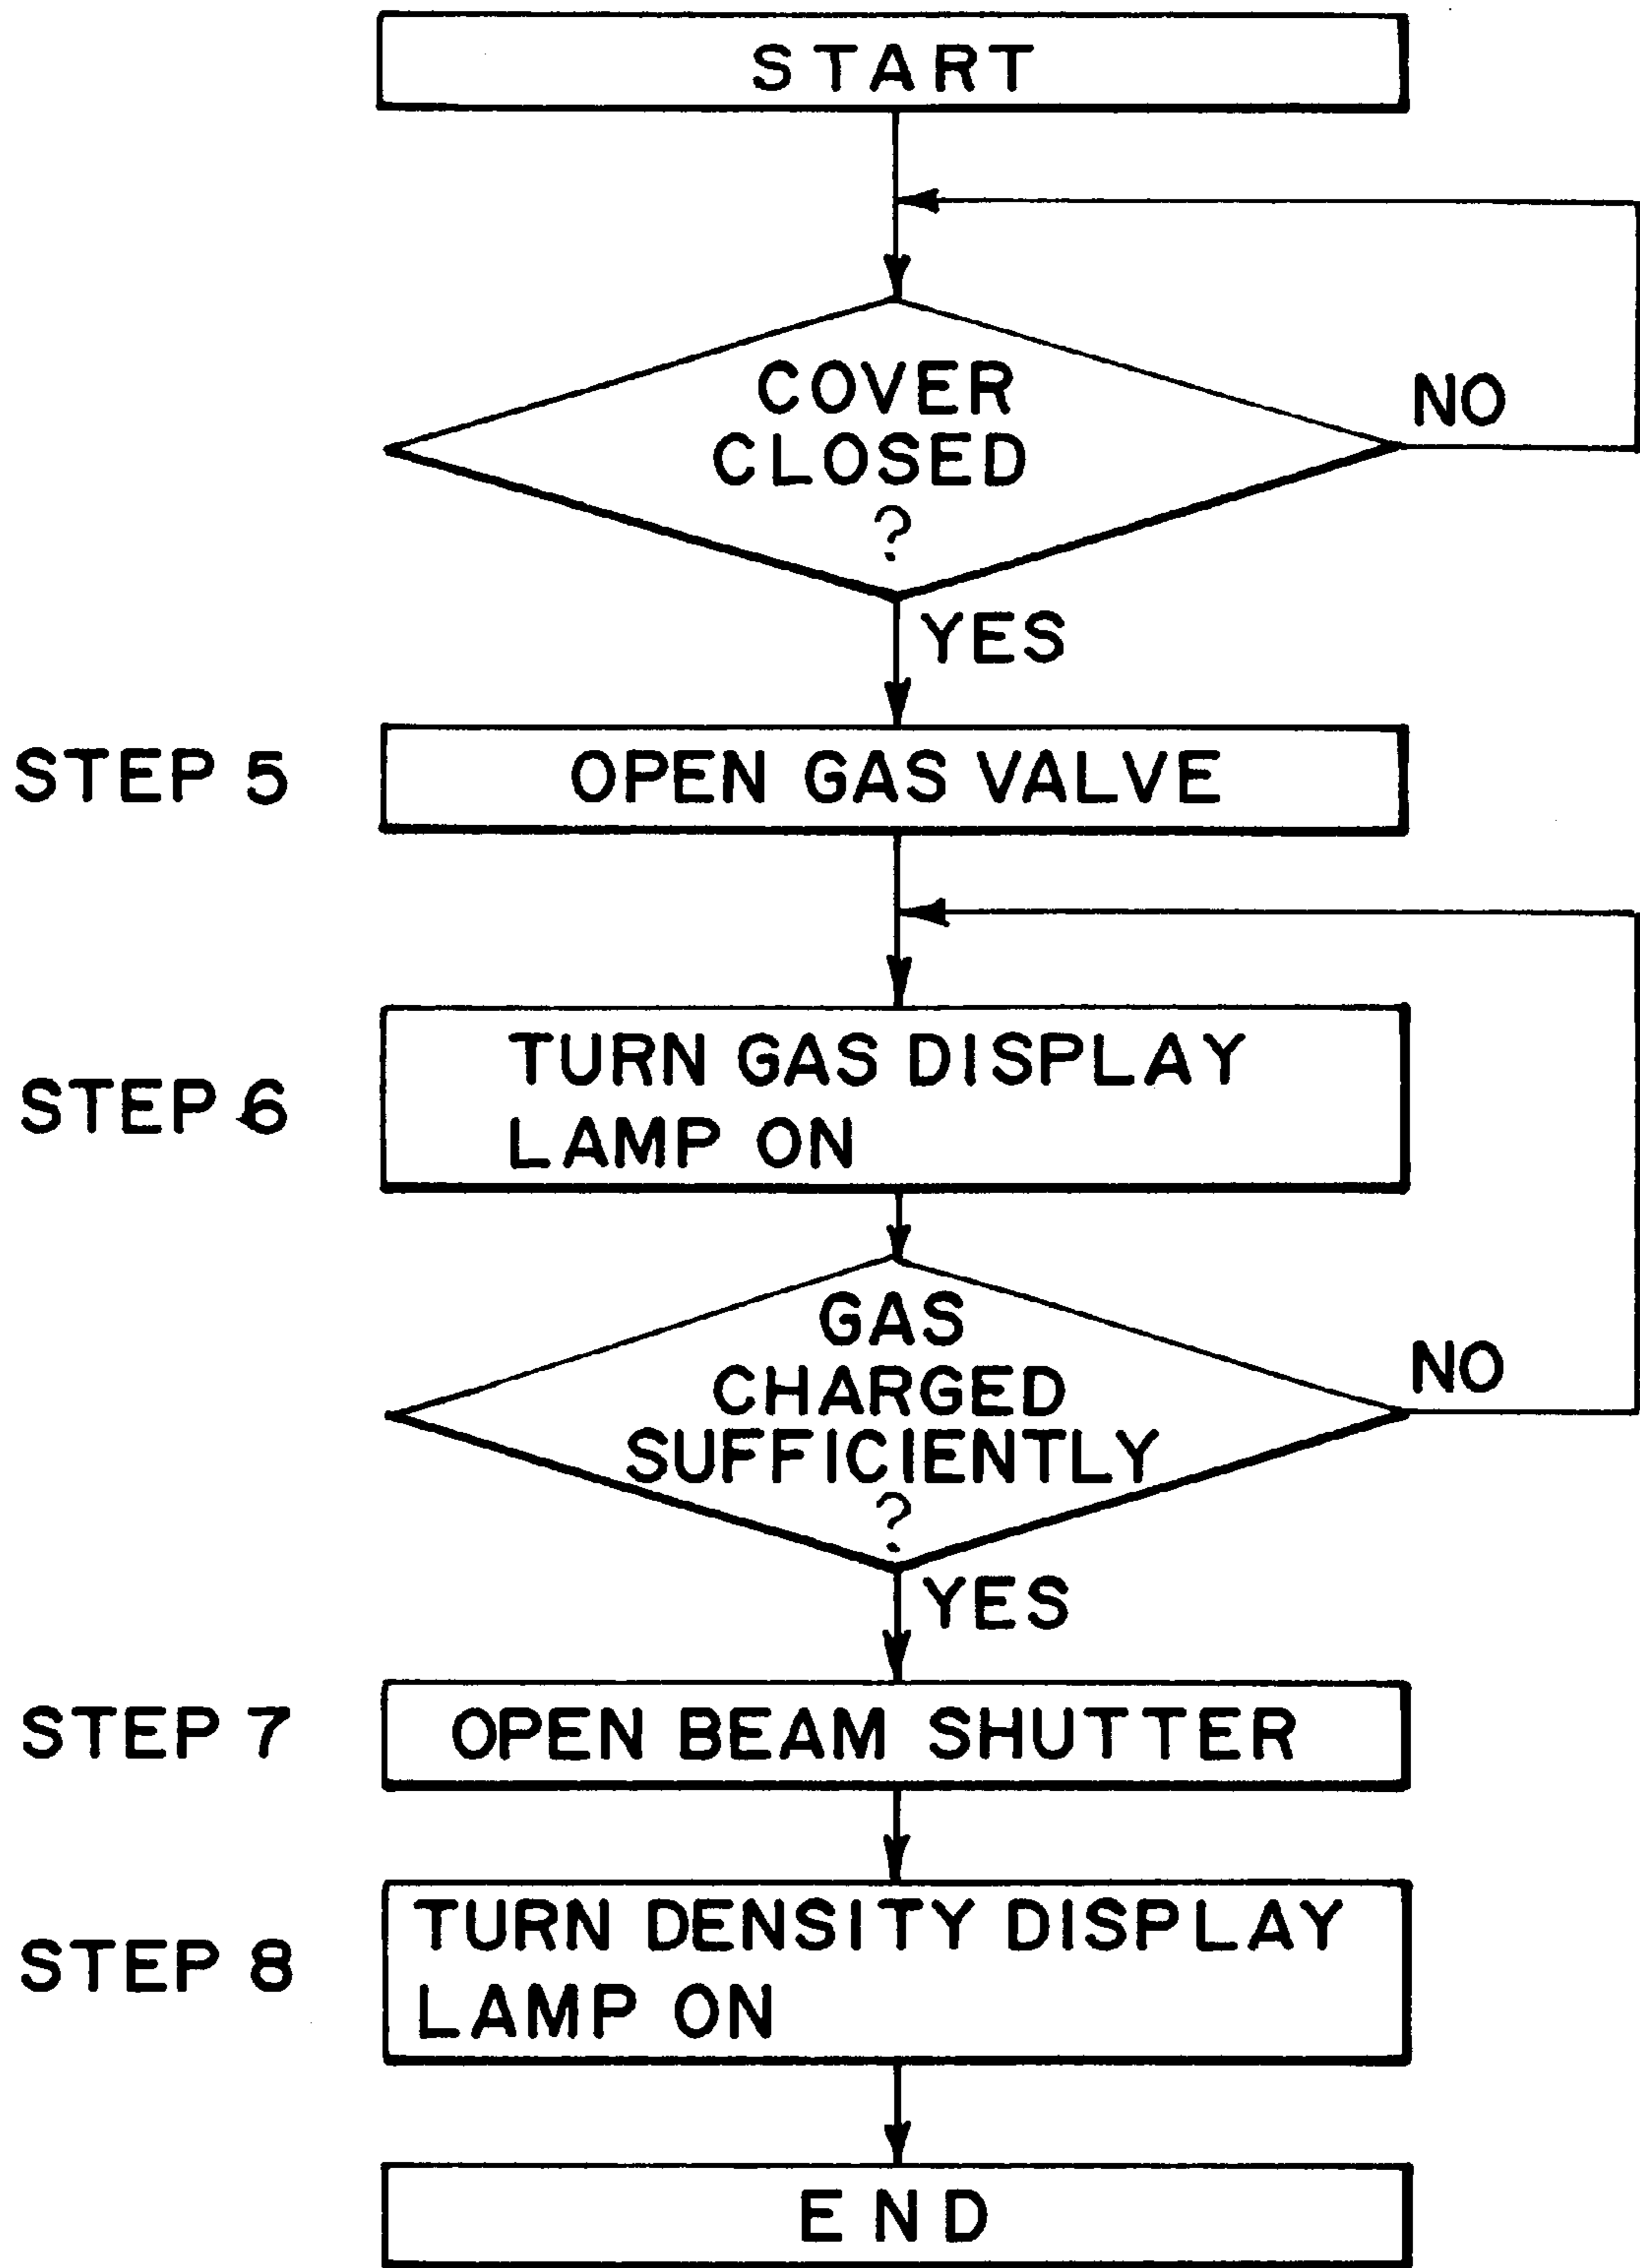 START
COVER
CLOSED
?
NO
YES
STEP 5
OPEN GAS VALVE
STEP 6
TURN GAS DISPLAY
LAMP ON
GAS
CHARGED
SUFFICIENTLY
?
NO
YES
STEP 7
OPEN BEAM SHUTTER
STEP 8
TURN DENSITY DISPLAY
LAMP ON
END